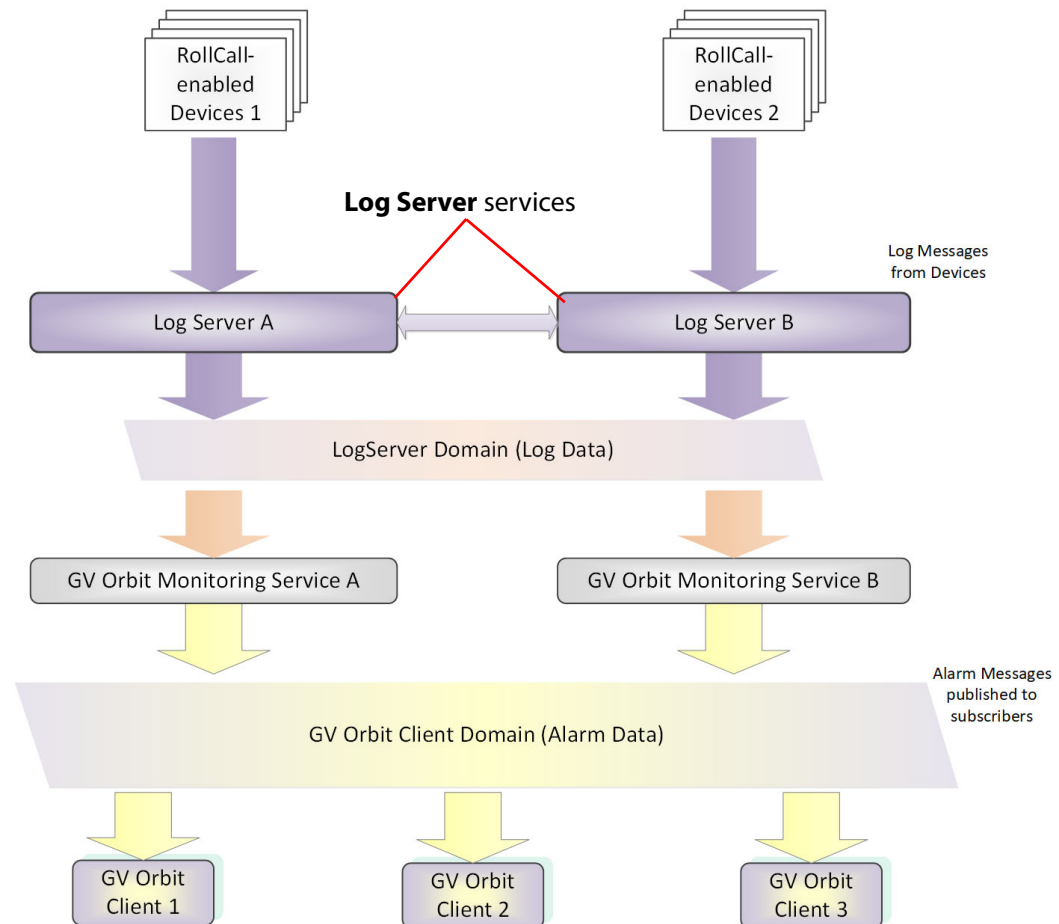 RollCall-
enabled
Devices 1
RollCall-
enabled
Devices 2
Log Server services
Log Messages
from Devices
Log Server A
Log Server B
LogServer Domain (Log Data)
GV Orbit Monitoring Service A
GV Orbit Monitoring Service B
Alarm Messages
published to
subscribers
GV Orbit Client Domain (Alarm Data)
GV Orbit
Client 1
GV Orbit
Client 2
GV Orbit
Client 3